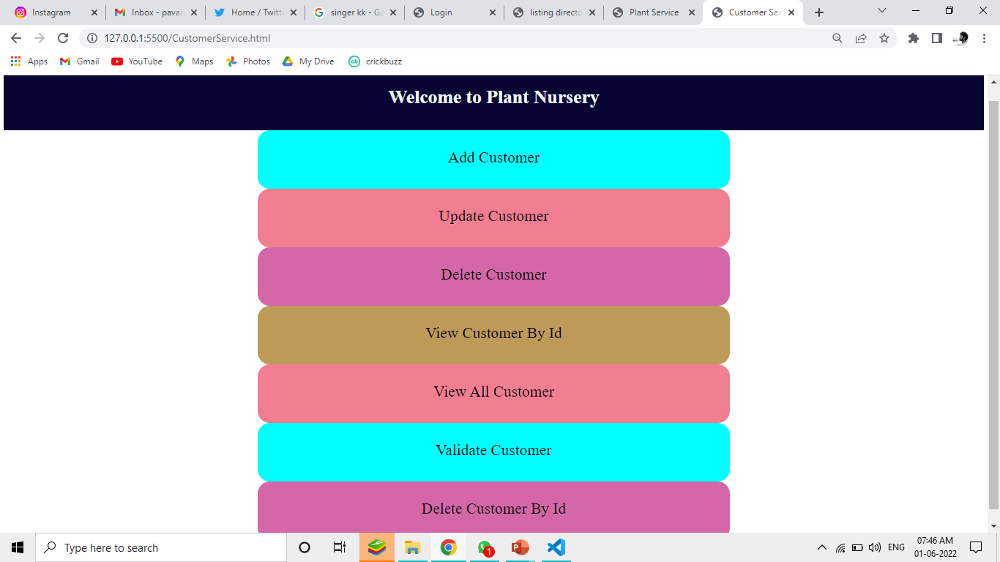 Instagram
Inbox - pavan
Home / Twitte
singer kk - Go
Login
listing directo
Plant Service
Customer Ser
127.0.0.1:5500/CustomerService.html
Apps
Gmail
YouTube
Maps
Photos
My Drive
cb
crickbuzz
Welcome to Plant Nursery
Add Customer
Update Customer
Delete Customer
View Customer By Id
View All Customer
Validate Customer
Delete Customer By Id
Type here to search
1
ENG
07:46 AM
01-06-2022